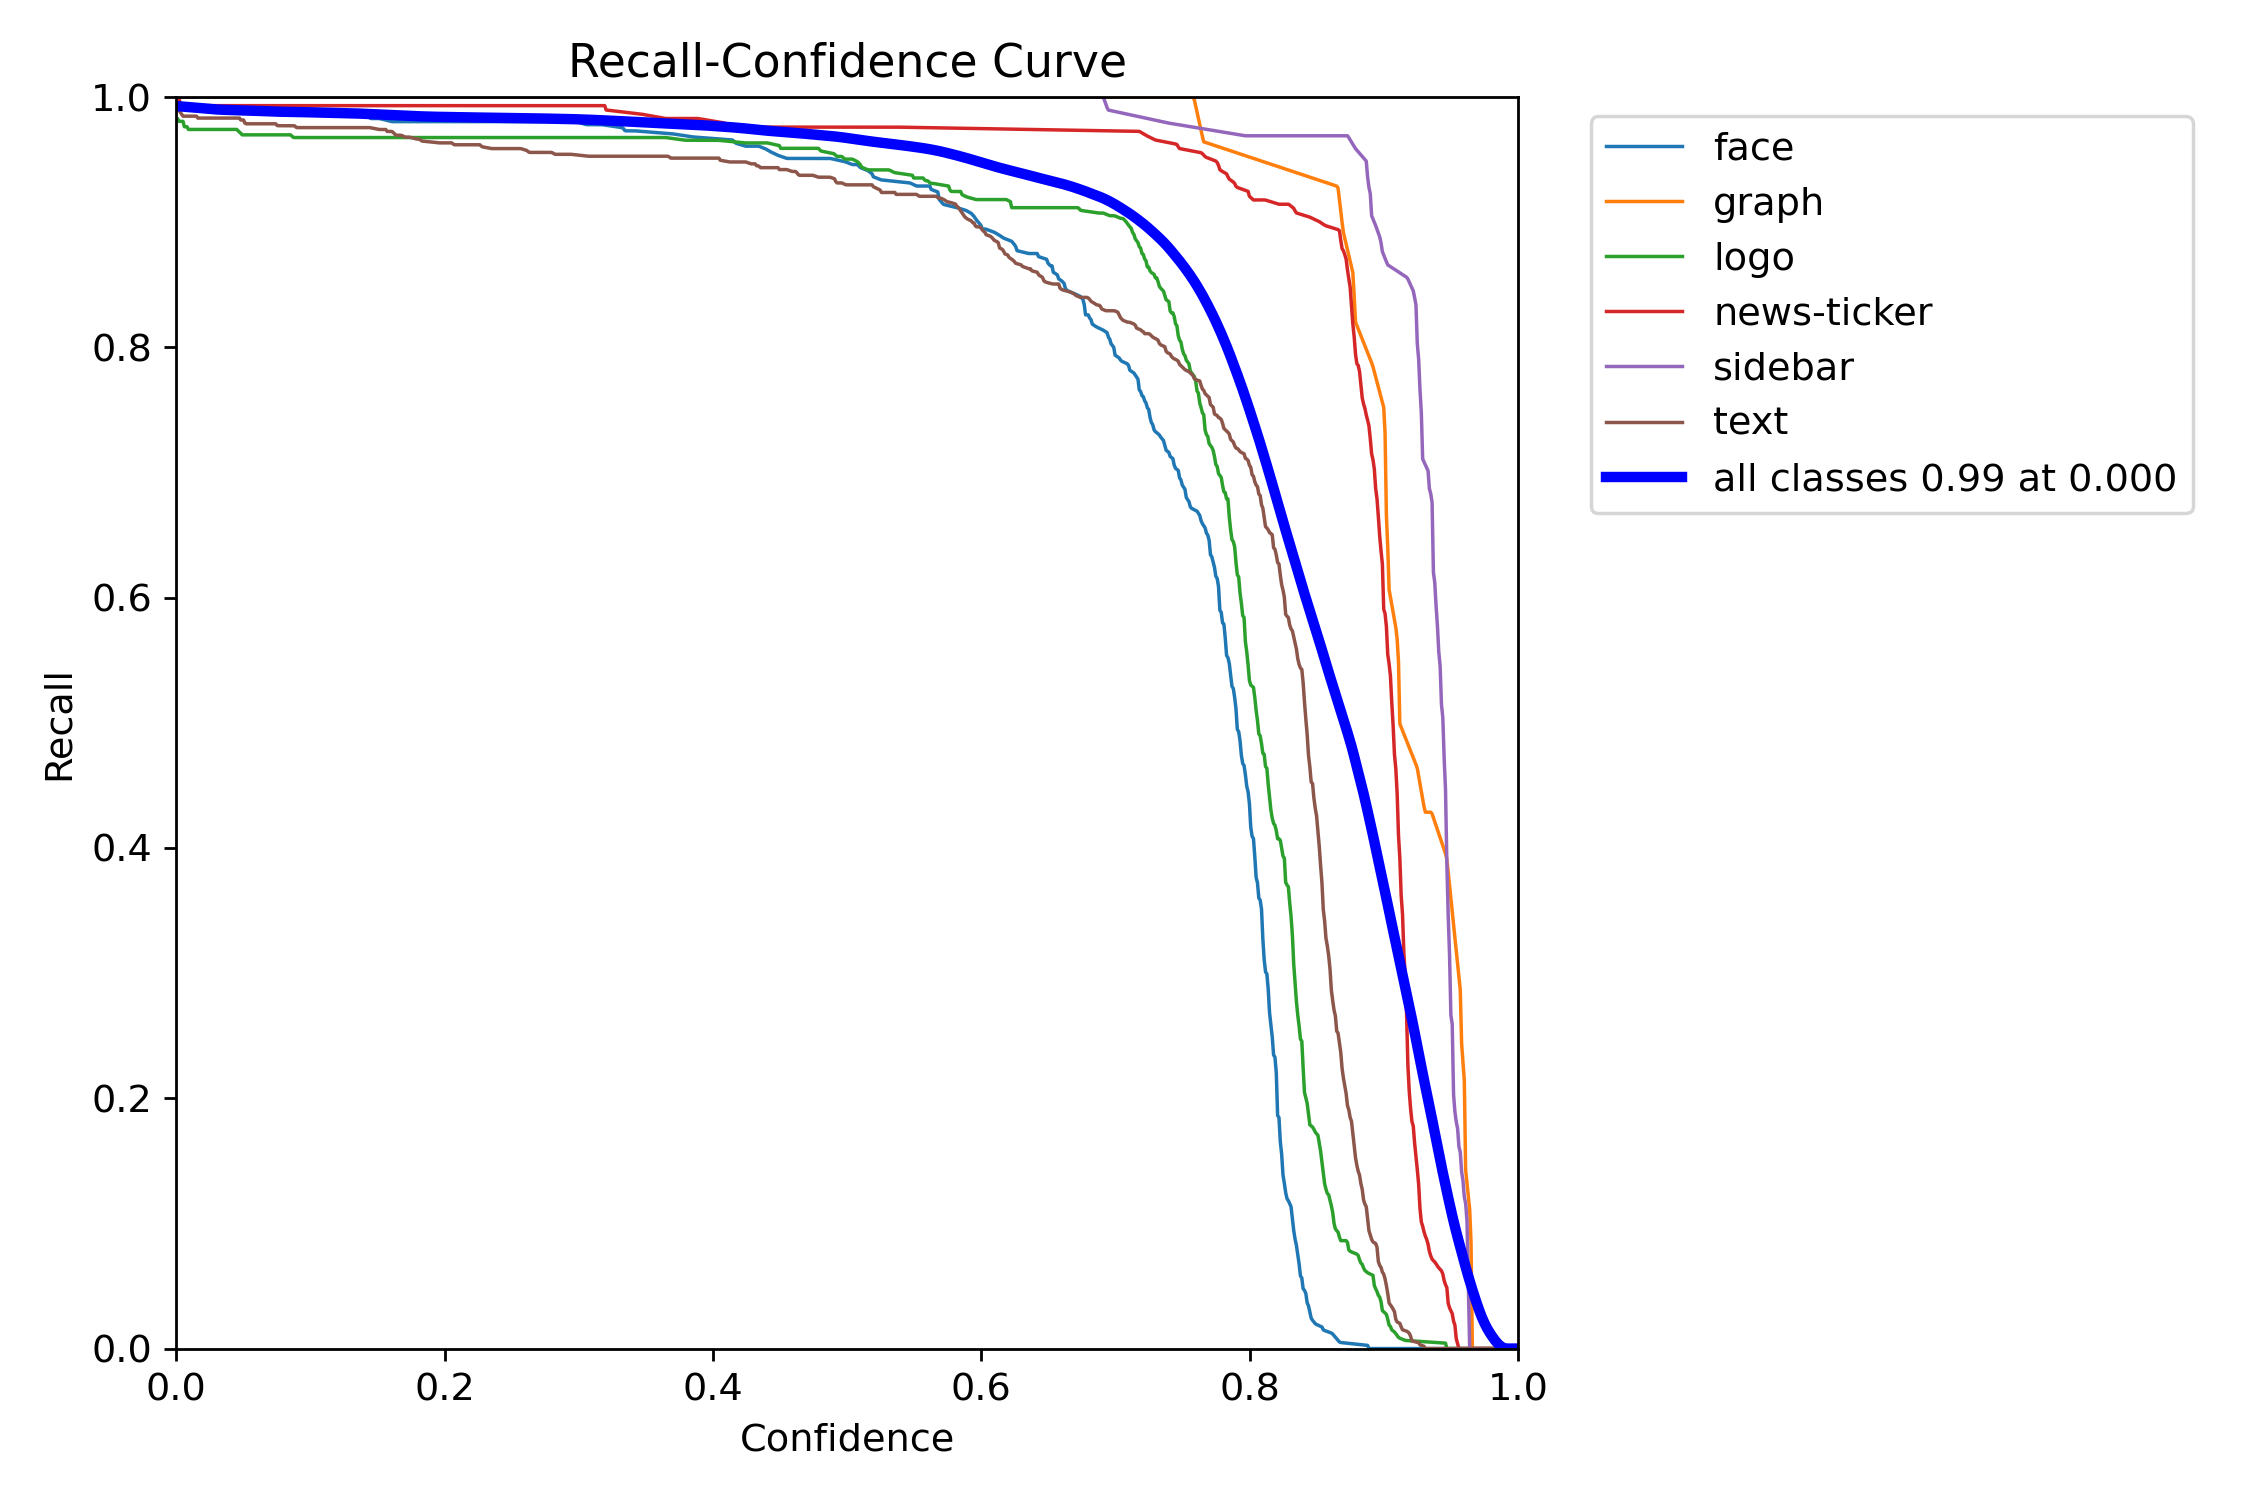 Recall-Confidence Curve
1.0
0.8
0.6
0.4
0.2
0.0
Recall
0.0 0.2 0.4 0.6 0.8 1.0
Confidence
face
graph
logo
news-ticker
sidebar
text
all classes 0.99 at 0.000